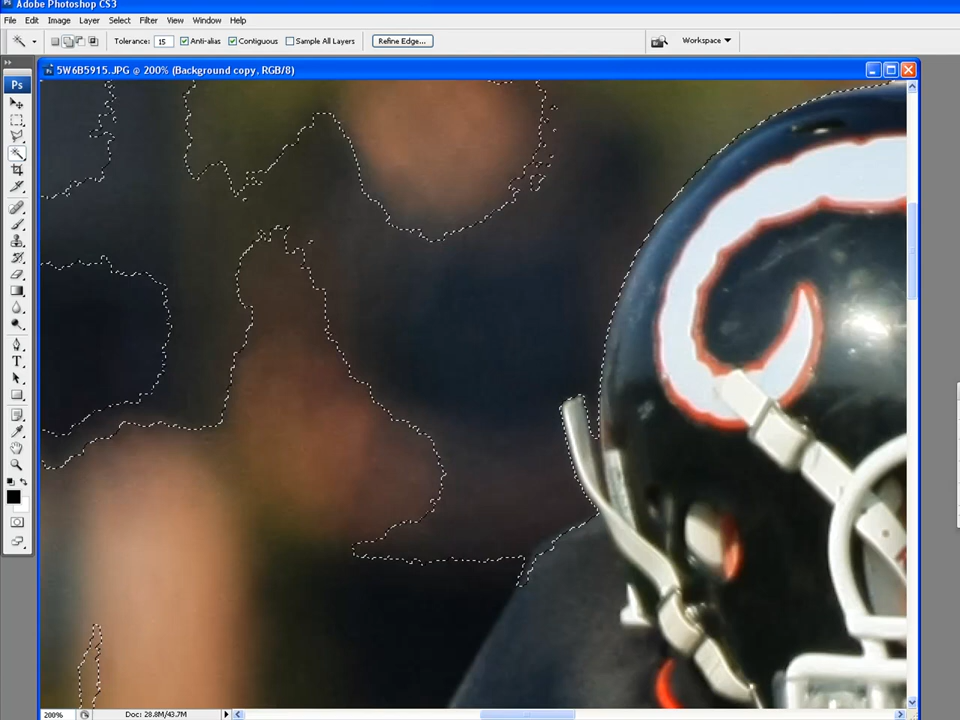 Adobe Photoshop CS3
File Edit Image Layer Select Filter View Window Help
Tolerance: 15 Anti-alias Contiguous Sample All Layers Refine Edge... Workspace
5W6B5915.JPG @ 200% (Background copy, RGB/8)
Ps
T
200% Doc: 28.8M/43.7M